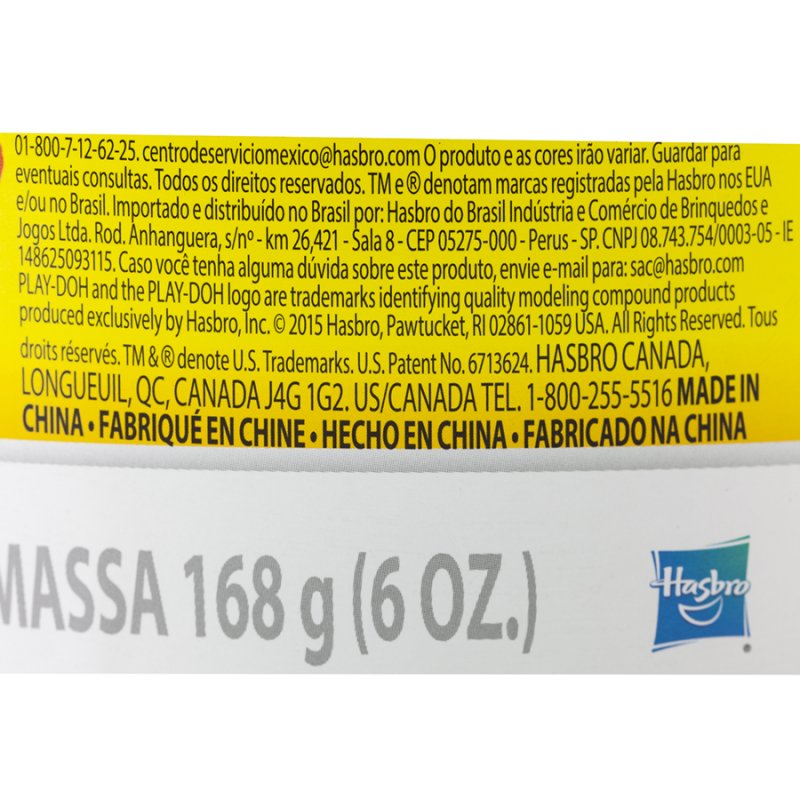 01-800-7-12-62-25. centrodeserviciomexico@hasbro.com O produto e as cores irão variar. Guardar para
eventuais consultas. Todos os direitos reservados. TM e ® denotam marcas registradas pela Hasbro nos EUA
e/ou no Brasil. Importado e distribuído no Brasil por: Hasbro do Brasil Indústria e Comércio de Brinquedos e
Jogos Ltda. Rod. Anhanguera, s/nº - km 26,421 - Sala 8 - CEP 05275-000 - Perus - SP. CNPJ 08.743.754/0003-05 - IE
148625093115. Caso você tenha alguma dúvida sobre este produto, envie e-mail para: sac@hasbro.com
PLAY-DOH and the PLAY-DOH logo are trademarks identifying quality modeling compound products
produced exclusively by Hasbro, Inc. © 2015 Hasbro, Pawtucket, RI 02861-1059 USA. All Rights Reserved. Tous
droits réservés. TM & ® denote U.S. Trademarks. U.S. Patent No. 6713624. HASBRO CANADA,
LONGUEUIL, QC, CANADA J4G 1G2. US/CANADA TEL. 1-800-255-5516 MADE IN
CHINA • FABRIQUÉ EN CHINE • HECHO EN CHINA • FABRICADO NA CHINA
MASSA 168 g (6 OZ.)
Hasbro